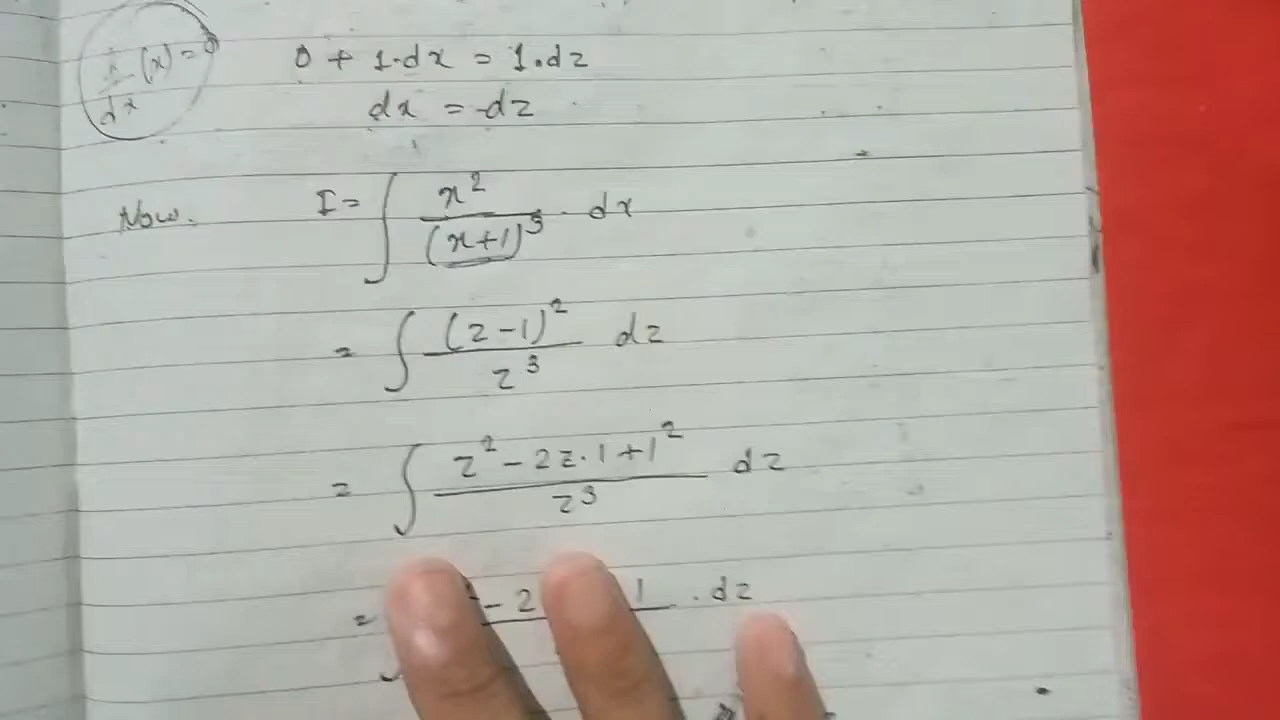 d/dx (x) = 0
0 + 1·dx = 1.dz
dx = dz
Now. I = ∫ x²/(x+1)³ · dx
= ∫ (z-1)²/z³ dz
= ∫ (z² - 2z·1 + 1²)/z³ dz
= - 2 1 . dz